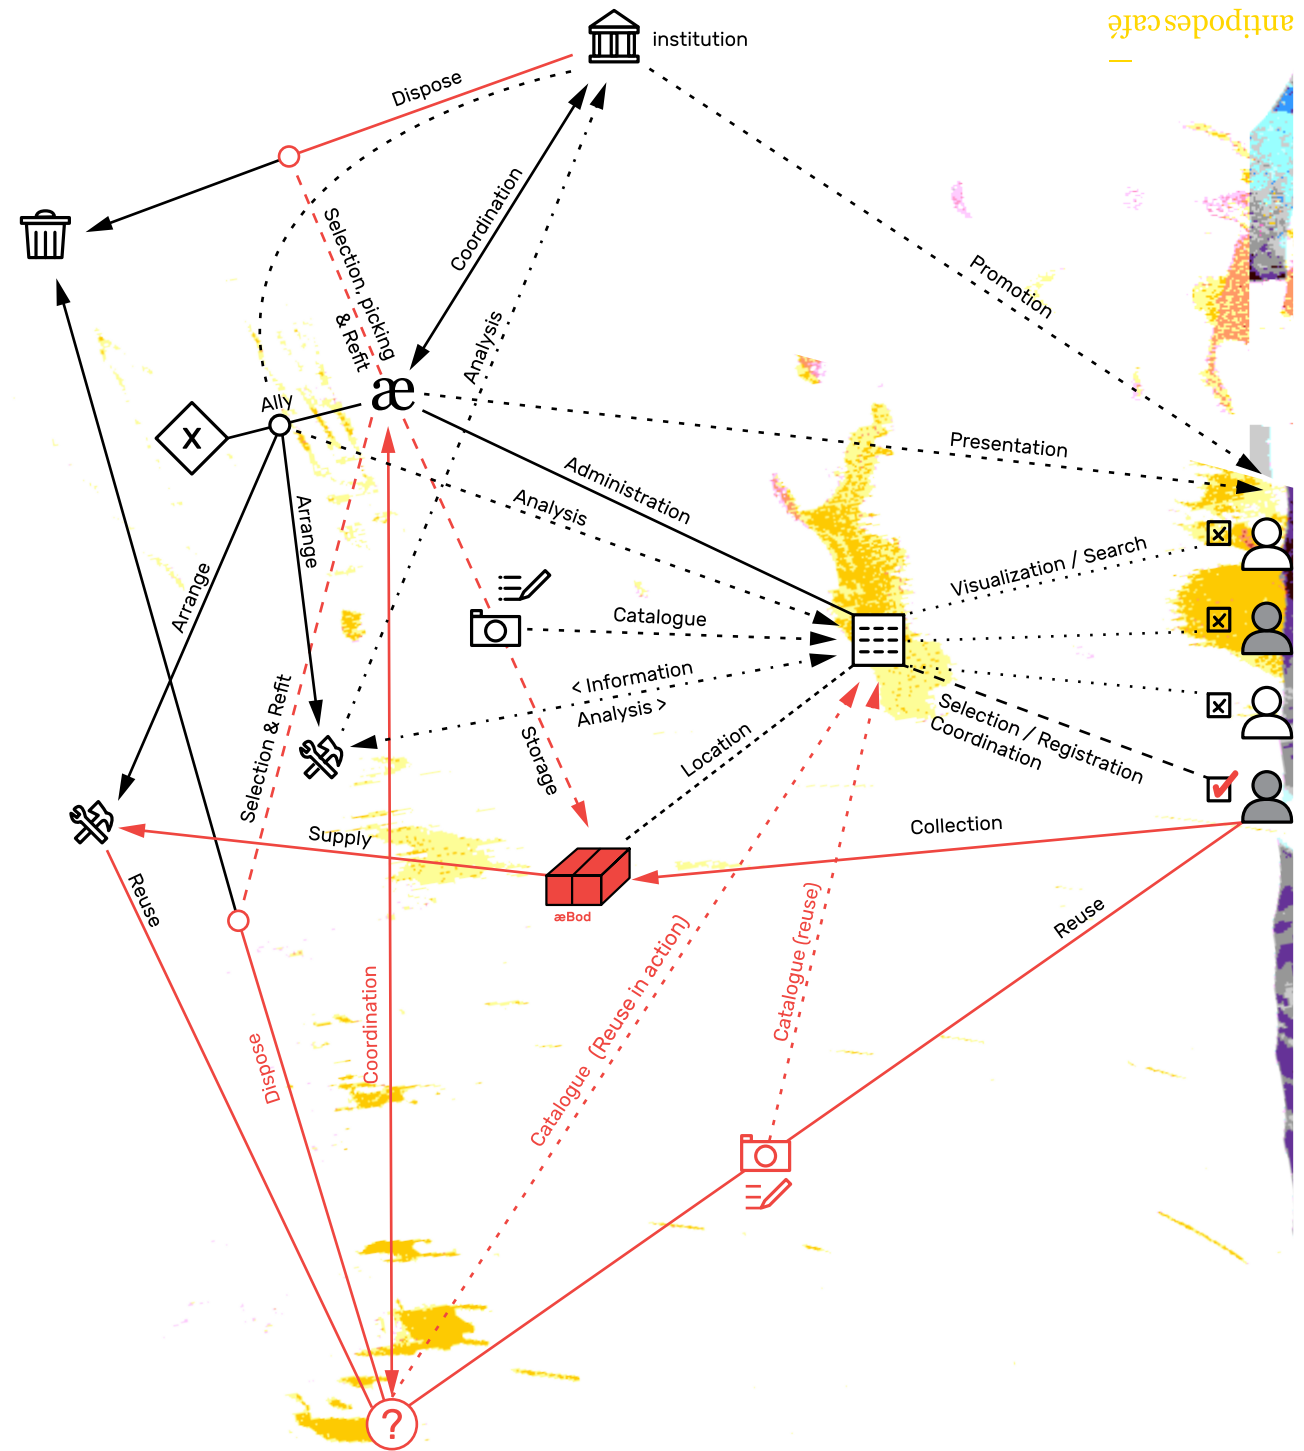 antipodes café
_
institution
Dispose
Selection, picking
& Refit
Coordination
Analysis
Promotion
æ
Ally
x
Presentation
Administration
Analysis
Arrange
Arrange
Catalogue
Visualization / Search
x
x
x
< Information
Analysis >
Selection & Refit
Storage
Location
Selection / Registration
Coordination
Supply
Collection
æBod
Reuse
Reuse
Catalogue (Reuse in action)
Catalogue (reuse)
Coordination
Dispose
?